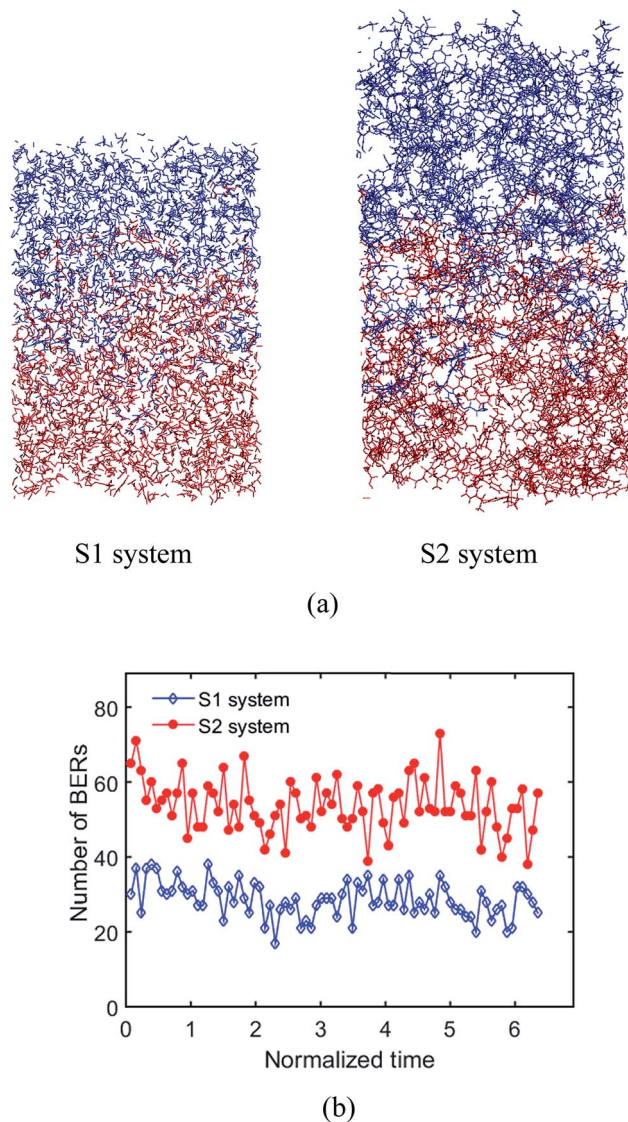 S1 system
S2 system
(a)
S1 system
S2 system
80
60
40
20
0
Number of BERs
0 1 2 3 4 5 6
Normalized time
(b)